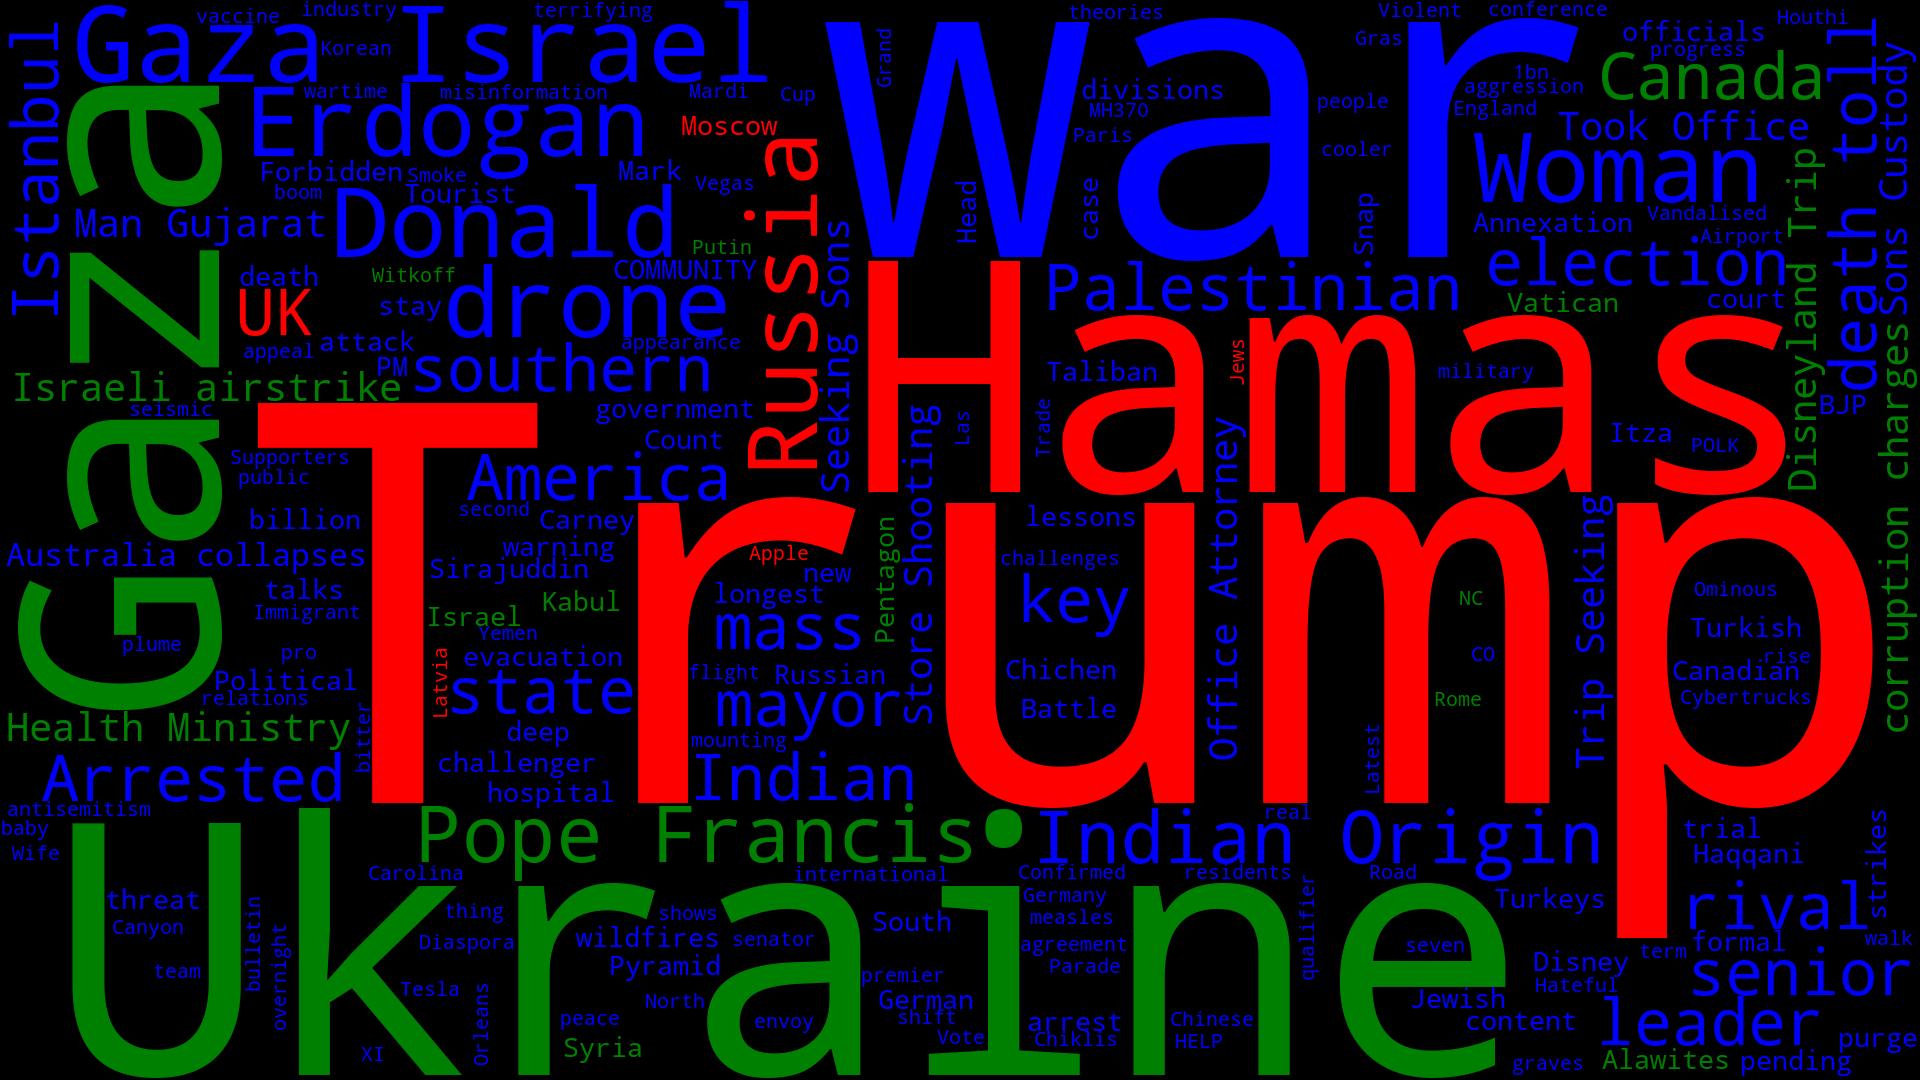 vaccine
industry
terrifying
theories
Violent
conference
Houthi
Gaza
Israel
war
Korean
Grand
Gras
officials
progress
Istanbul
wartime
misinformation
Mardi
Cup
divisions
MH370
Paris
people
1bn
aggression
England
Canada
death toll
Custody
Erdogan
Moscow
cooler
Took Office
Woman
Forbidden
Smoke
Mark
Vegas
Head
case
Snap
boom
Tourist
Man Gujarat
Donald
Putin
Russia
Annexation
Vandalised
Airport
Disneyland Trip
Gaza
death
Witkoff
COMMUNITY
Seeking Sons
Palestinian
election
Vatican
court
Sons
UK
stay
drone
Hamas
appeal
attack
appearance
PM
southern
Taliban
Jews
military
Israeli airstrike
seismic
government
Count
Store Shooting
Las
Trade
Office Attorney
Itza
POLK
BJP
corruption charges
Supporters
public
Trump
America
second
Carney
billion
warning
Australia collapses
Sirajuddin
Apple
new
Pentagon
lessons
challenges
Trip Seeking
talks
Immigrant
Israel
Kabul
longest
key
NC
Ominous
plume
Yemen
mass
Turkish
pro
Latvia
evacuation
flight
Russian
Chichen
CO
Canadian
rise
Political
relations
state
mayor
Battle
Rome
Cybertrucks
Health Ministry
bitter
deep
mounting
Latest
Arrested
challenger
hospital
Indian
antisemitism
baby
Wife
Pope Francis
Indian Origin
real
trial
Haqqani
strikes
Ukraine
Carolina
international
Confirmed
residents
Road
threat
Canyon
bulletin
thing
shows
South
Germany
measles
Turkeys
rival
overnight
Diaspora
wildfires
senator
agreement
qualifier
seven
term
formal
walk
team
Pyramid
premier
Parade
Disney
Hateful
senior
Tesla
Orleans
North
German
Jewish
peace
envoy
shift
arrest
Chinese
content
leader
purge
XI
Syria
Vote
Chiklis
HELP
graves
Alawites
pending